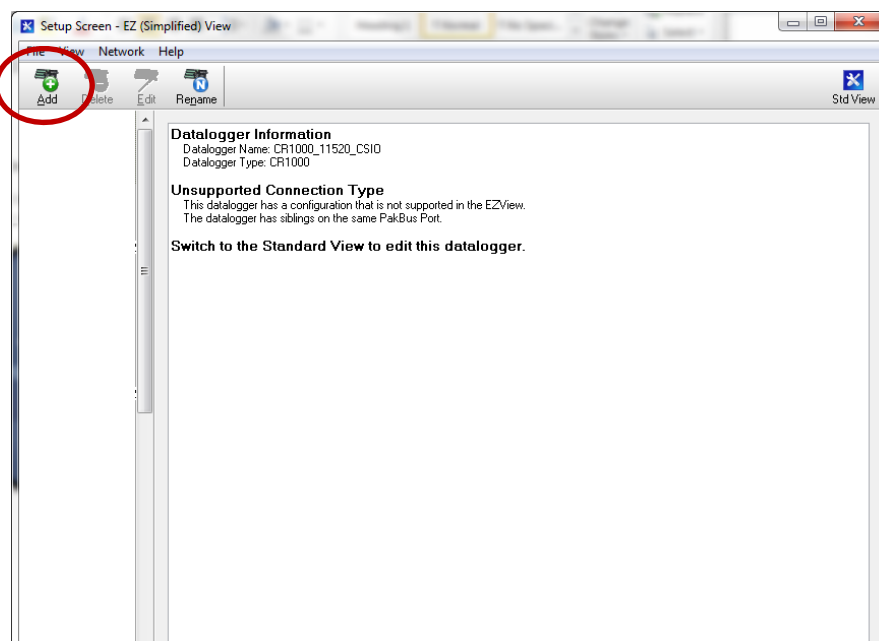 Setup Screen - EZ (Simplified) View
File View Network Help
Add Delete Edit Rename Std View
Datalogger Information
Datalogger Name: CR1000_11520_CSIO
Datalogger Type: CR1000
Unsupported Connection Type
This datalogger has a configuration that is not supported in the EZView.
The datalogger has siblings on the same PakBus Port.
Switch to the Standard View to edit this datalogger.